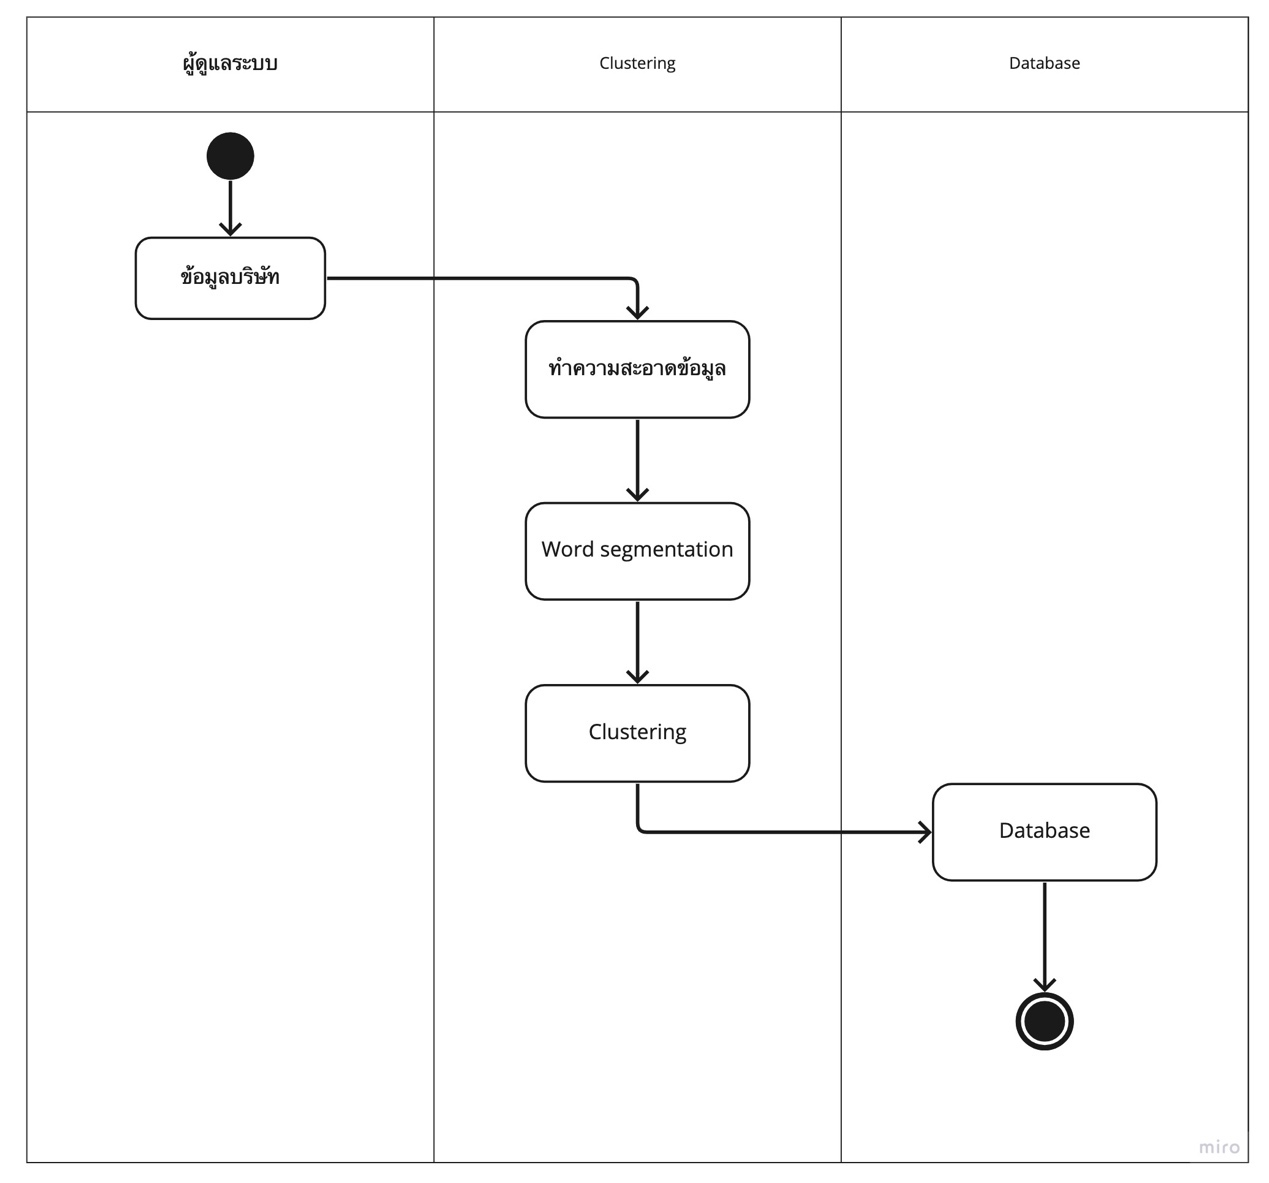 ผู้ดูแลระบบ
Clustering
Database
ข้อมูลบริษัท
ทำความสะอาดข้อมูล
Word segmentation
Clustering
Database
miro